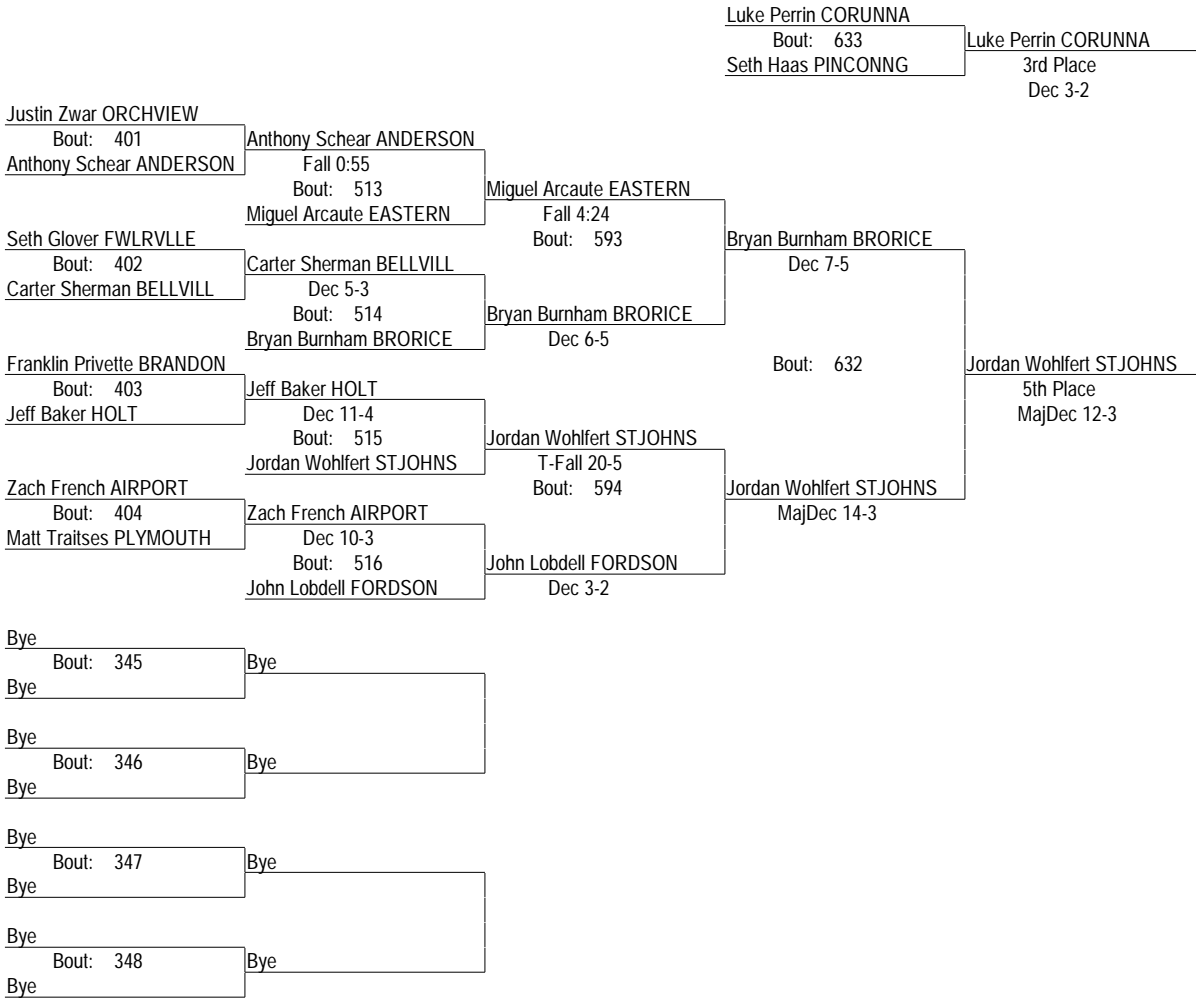 Luke Perrin CORUNNA
Bout: 633
Luke Perrin CORUNNA
Seth Haas PINCONNG
3rd Place
Dec 3-2
Justin Zwar ORCHVIEW
Bout: 401
Anthony Schear ANDERSON
Anthony Schear ANDERSON
Fall 0:55
Bout: 513
Miguel Arcaute EASTERN
Miguel Arcaute EASTERN
Fall 4:24
Bout: 593
Seth Glover FWLRVLLE
Bout: 402
Carter Sherman BELLVILL
Carter Sherman BELLVILL
Dec 5-3
Bout: 514
Bryan Burnham BRORICE
Bryan Burnham BRORICE
Dec 6-5
Bryan Burnham BRORICE
Dec 7-5
Franklin Privette BRANDON
Bout: 403
Jeff Baker HOLT
Jeff Baker HOLT
Dec 11-4
Bout: 515
Jordan Wohlfert STJOHNS
Jordan Wohlfert STJOHNS
T-Fall 20-5
Bout: 594
Bout: 632
Jordan Wohlfert STJOHNS
5th Place
MajDec 12-3
Zach French AIRPORT
Bout: 404
Matt Traitses PLYMOUTH
Zach French AIRPORT
Dec 10-3
Bout: 516
John Lobdell FORDSON
John Lobdell FORDSON
Dec 3-2
Jordan Wohlfert STJOHNS
MajDec 14-3
Bye
Bout: 345
Bye
Bye
Bye
Bout: 346
Bye
Bye
Bye
Bout: 347
Bye
Bye
Bye
Bout: 348
Bye
Bye